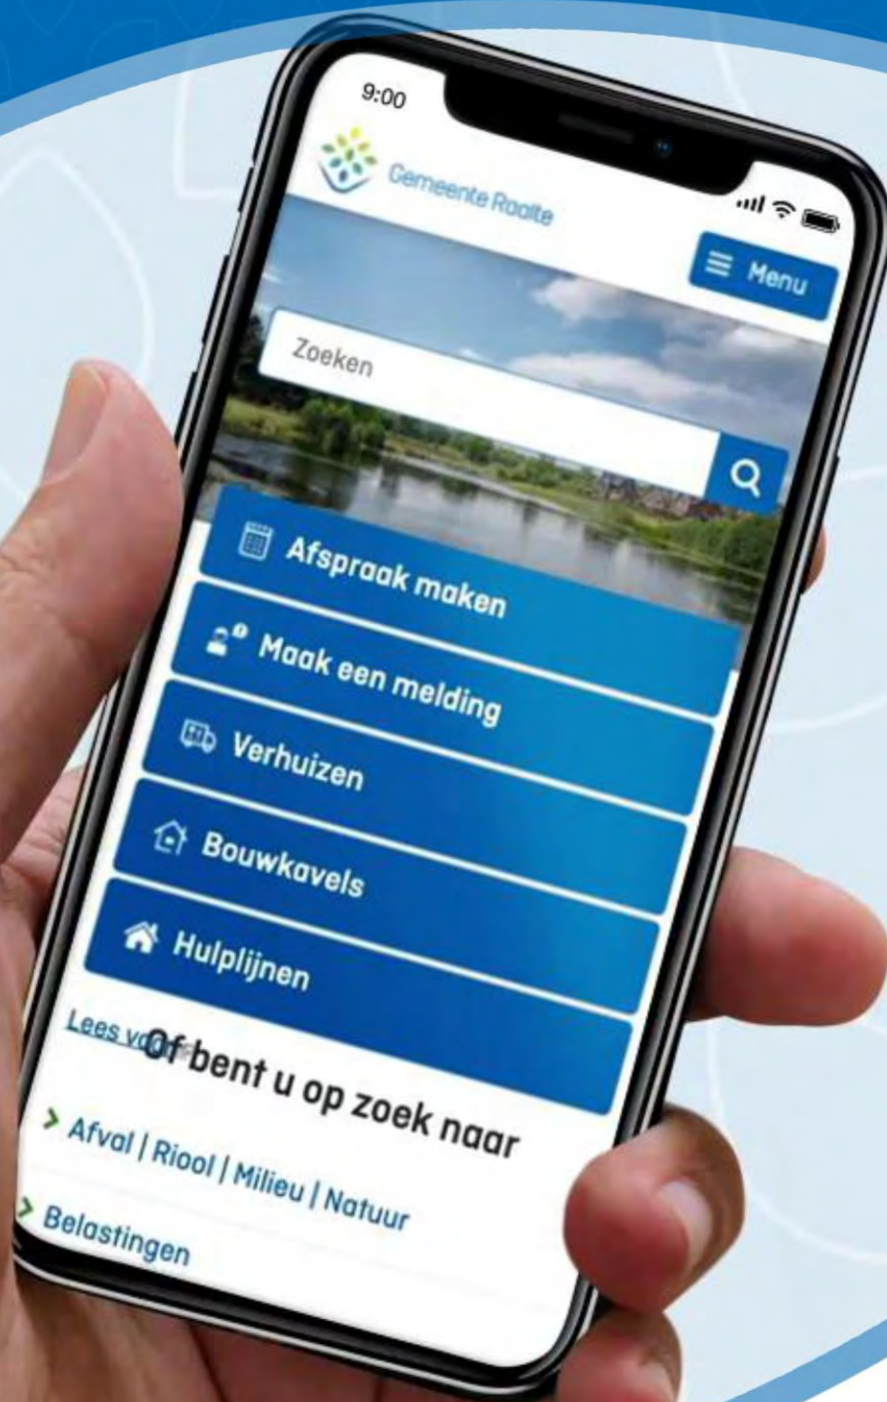 9:00
Gemeente Raalte
Menu
Zoeken
Afspraak maken
Maak een melding
Verhuizen
Bouwkavels
Hulplijnen
Lees
Of bent u op zoek naar
Afval | Riool | Milieu | Natuur
Belastingen